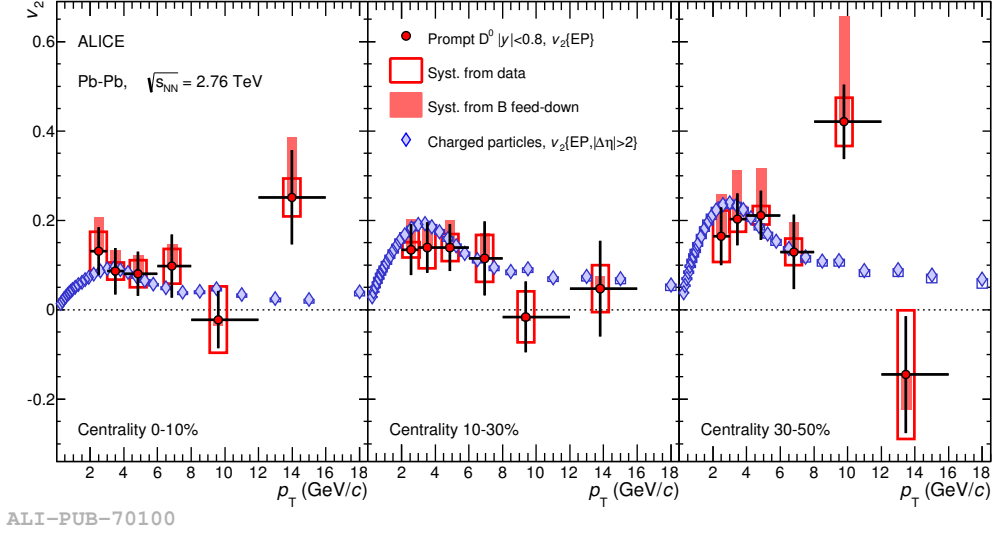 v₂
0.6
0.4
0.2
0
-0.2
ALICE
Pb-Pb, √s_NN = 2.76 TeV
Centrality 0-10%
2 4 6 8 10 12 14 16 18
p_T (GeV/c)
Prompt D⁰ |y|<0.8, v₂{EP}
Syst. from data
Syst. from B feed-down
Charged particles, v₂{EP,|Δη|>2}
Centrality 10-30%
2 4 6 8 10 12 14 16 18
p_T (GeV/c)
Centrality 30-50%
2 4 6 8 10 12 14 16 18
p_T (GeV/c)
ALI-PUB-70100